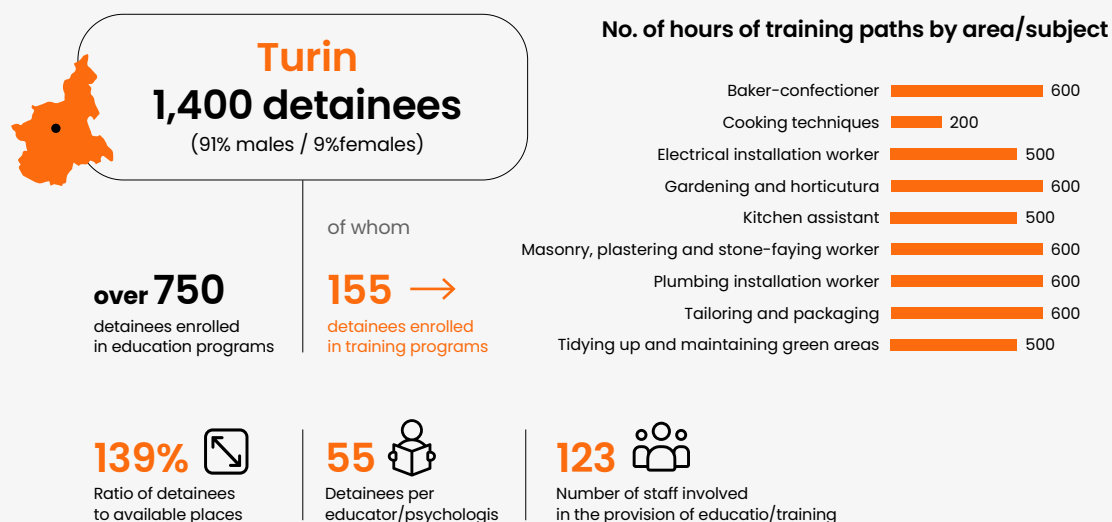 Turin
1,400 detainees
(91% males / 9%females)
of whom
over 750
detainees enrolled
in education programs
155
detainees enrolled
in training programs
No. of hours of training paths by area/subject
Baker-confectioner 600
Cooking techniques 200
Electrical installation worker 500
Gardening and horticutura 600
Kitchen assistant 500
Masonry, plastering and stone-faying worker 600
Plumbing installation worker 600
Tailoring and packaging 600
Tidying up and maintaining green areas 500
139%
Ratio of detainees
to available places
55
Detainees per
educator/psychologis
123
Number of staff involved
in the provision of educatio/training